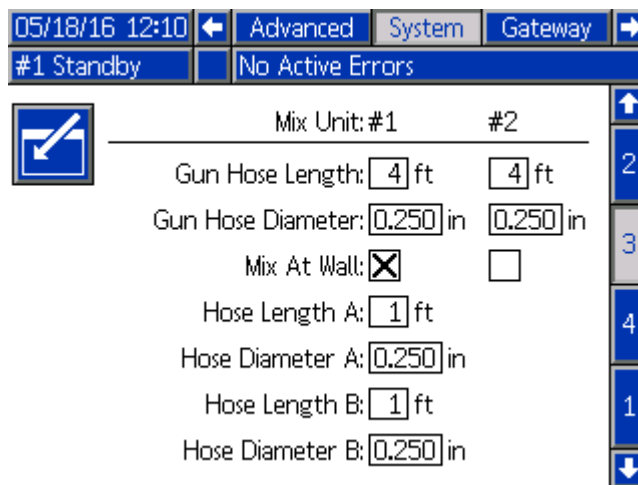 05/18/16 12:10 Advanced System Gateway
#1 Standby No Active Errors
Mix Unit: #1 #2
Gun Hose Length: 4 ft 4 ft
Gun Hose Diameter: 0.250 in 0.250 in
Mix At Wall:
Hose Length A: 1 ft
Hose Diameter A: 0.250 in
Hose Length B: 1 ft
Hose Diameter B: 0.250 in
2
3
4
1